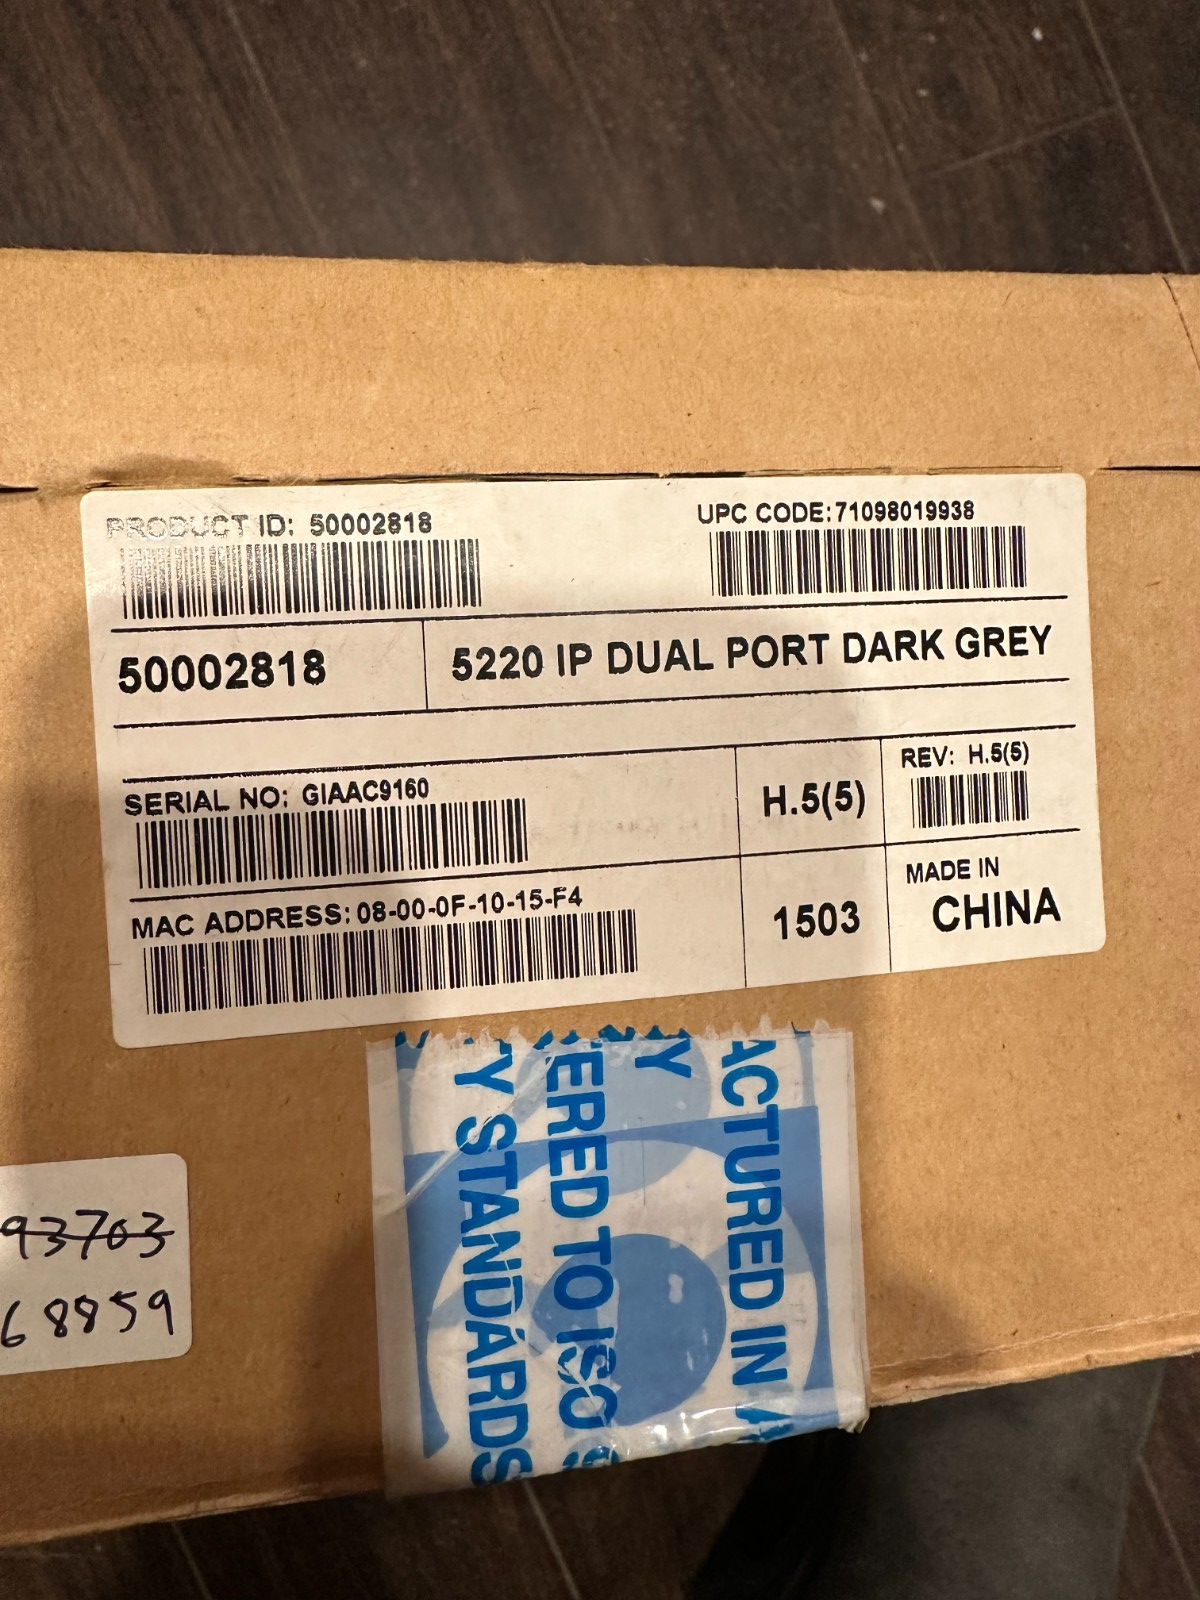 PRODUCT ID: 50002818
UPC CODE:71098019938
50002818
5220 IP DUAL PORT DARK GREY
SERIAL NO: GIAAC9160
H.5(5)
REV: H.5(5)
MAC ADDRESS:08-00-0F-10-15-F4
1503
MADE IN
CHINA
ACTURED IN
Y
ERED TO ISO
Y STANDARDS
93703
68859